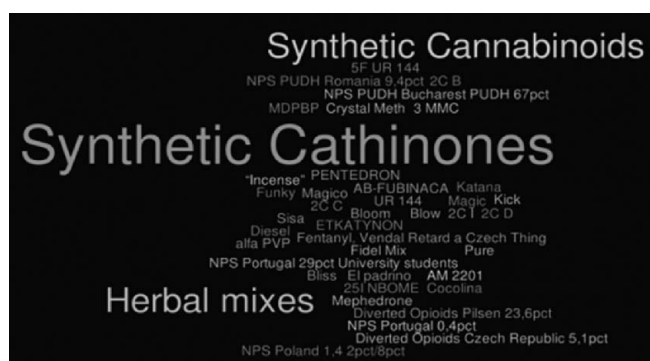 Synthetic Cannabinoids
5F UR 144
NPS PUDH Romania 9,4pct 2C B
NPS PUDH Bucharest PUDH 67pct
MDPBP Crystal Meth 3 MMC
Synthetic Cathinones
PENTEDRON
"Incense" AB-FUBINACA Katana
Funky Magico UR 144 Magic Kick
2C C Bloom Blow 2C I 2C D
Sisa ETKATYNON
Diesel Fentanyl, Vendal Retard a Czech Thing
alfa PVP Fidel Mix Pure
NPS Portugal 29pct University students
Bliss El padrino AM 2201
25I NBOME Cocolina
Herbal mixes Mephedrone
Diverted Opioids Pilsen 23,6pct
NPS Portugal 0,4pct
Diverted Opioids Czech Republic 5,1pct
NPS Poland 1,4 2pct/8pct